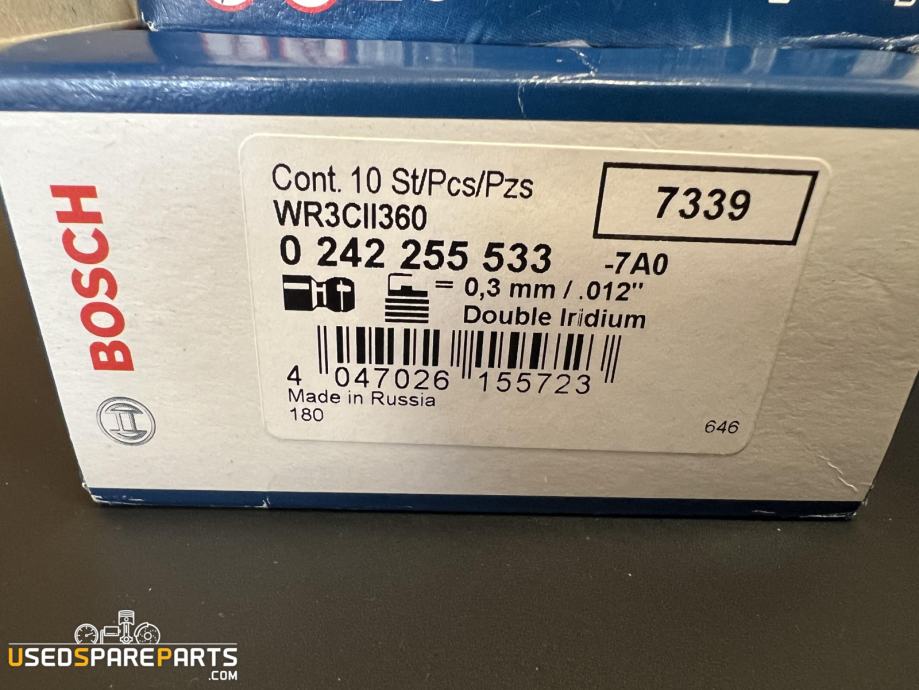 BOSCH
Cont. 10 St/Pcs/Pzs
WR3CII360
7339
0 242 255 533 -7A0
= 0,3 mm / .012"
Double Iridium
4 047026 155723
Made in Russia
180
646
USEDSPAREPARTS
.COM